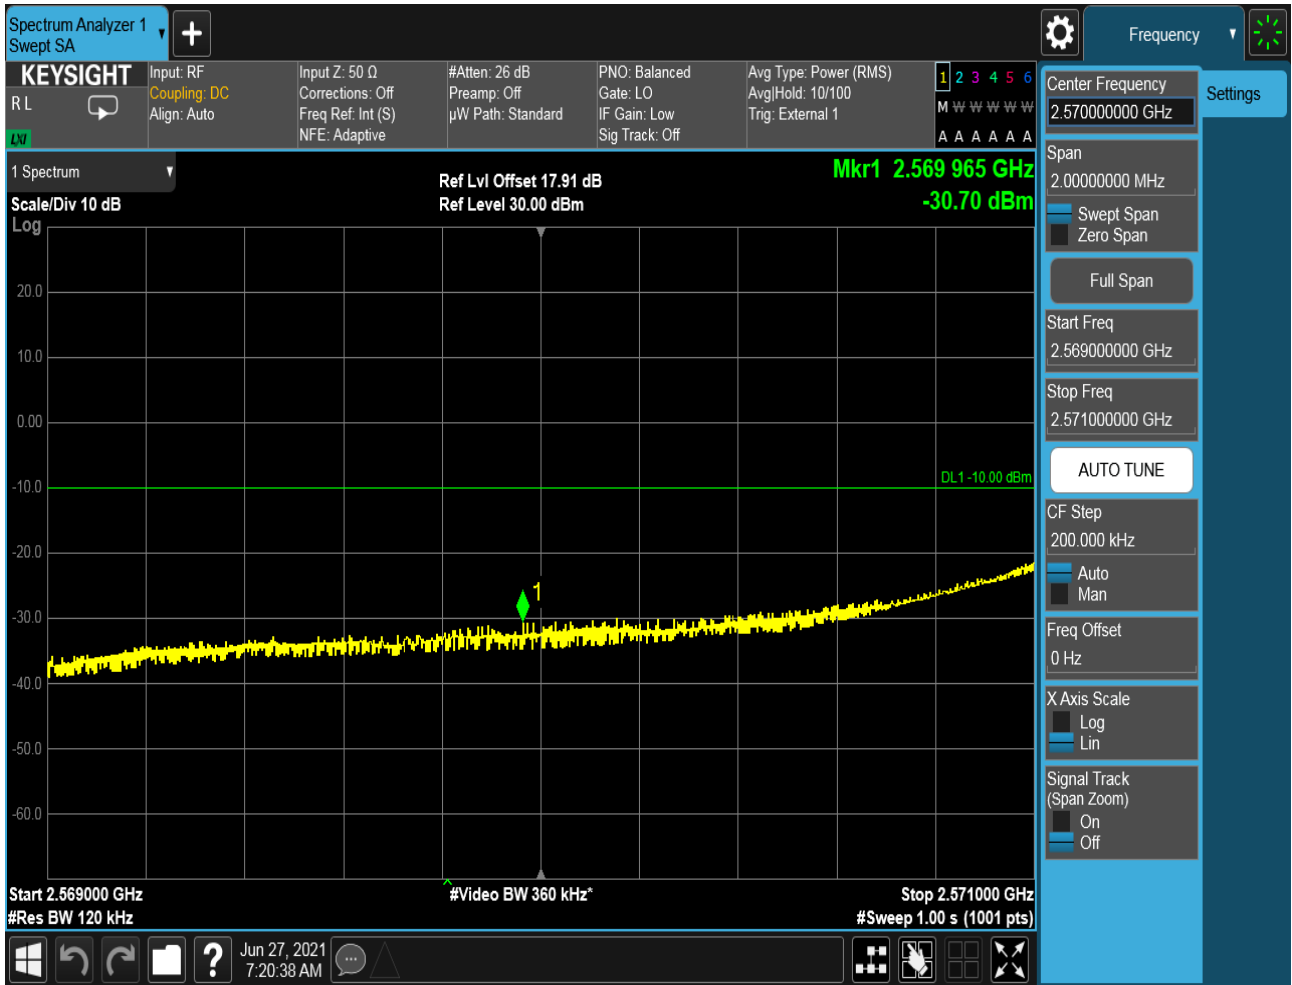 Spectrum Analyzer 1
Swept SA
Frequency
KEYSIGHT
R L
LXI
Input: RF
Coupling: DC
Align: Auto
Input Z: 50 Ω
Corrections: Off
Freq Ref: Int (S)
NFE: Adaptive
#Atten: 26 dB
Preamp: Off
µW Path: Standard
PNO: Balanced
Gate: LO
IF Gain: Low
Sig Track: Off
Avg Type: Power (RMS)
Avg|Hold: 10/100
Trig: External 1
1 2 3 4 5 6
M W W W W W
A A A A A A
1 Spectrum
Scale/Div 10 dB
Log
Ref Lvl Offset 17.91 dB
Ref Level 30.00 dBm
Mkr1 2.569 965 GHz
-30.70 dBm
20.0
10.0
0.00
-10.0
-20.0
-30.0
-40.0
-50.0
-60.0
DL1 -10.00 dBm
1
Start 2.569000 GHz
#Res BW 120 kHz
#Video BW 360 kHz*
Stop 2.571000 GHz
#Sweep 1.00 s (1001 pts)
Center Frequency
2.570000000 GHz
Settings
Span
2.00000000 MHz
Swept Span
Zero Span
Full Span
Start Freq
2.569000000 GHz
Stop Freq
2.571000000 GHz
AUTO TUNE
CF Step
200.000 kHz
Auto
Man
Freq Offset
0 Hz
X Axis Scale
Log
Lin
Signal Track
(Span Zoom)
On
Off
?
Jun 27, 2021
7:20:38 AM